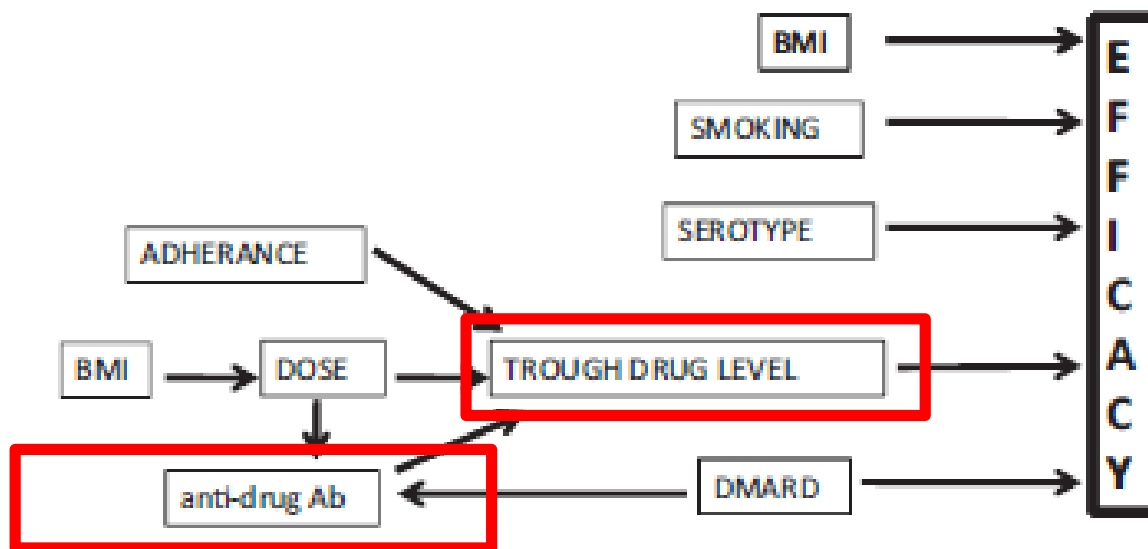 BMI
SMOKING
SEROTYPE
ADHERANCE
BMI
DOSE
TROUGH DRUG LEVEL
anti-drug Ab
DMARD
E
F
F
I
C
A
C
Y